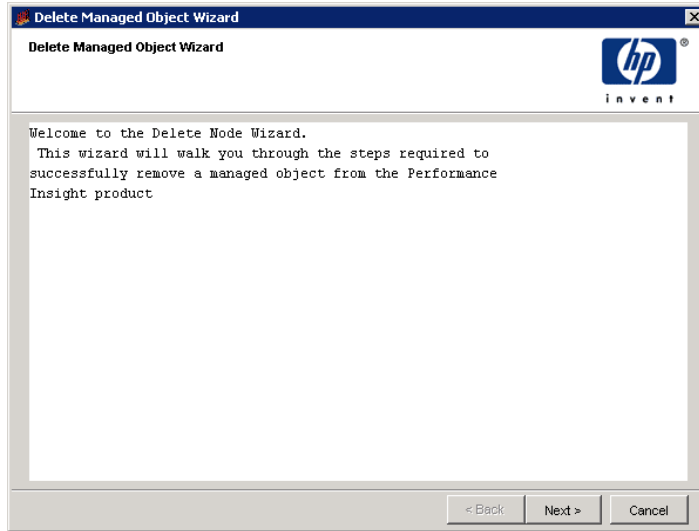 Delete Managed Object Wizard
Delete Managed Object Wizard
hp
®
invent
Welcome to the Delete Node Wizard.
This wizard will walk you through the steps required to
successfully remove a managed object from the Performance
Insight product
< Back Next > Cancel